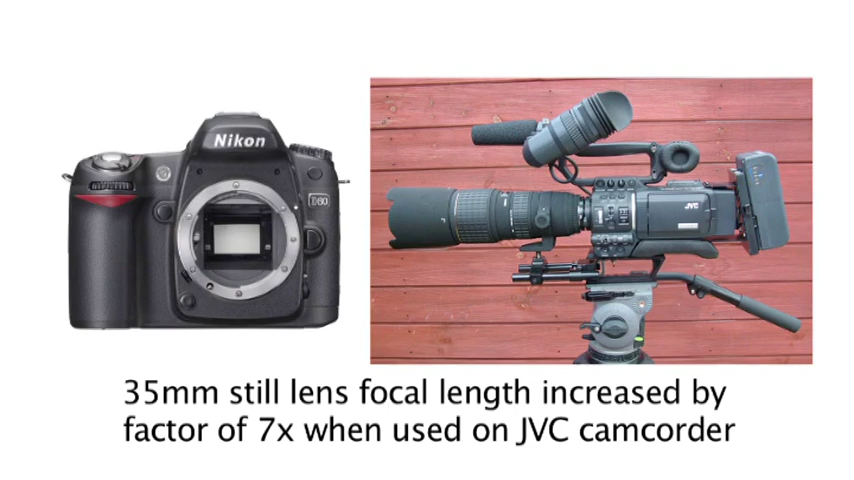 Nikon
D80
JVC
35mm still lens focal length increased by
factor of 7x when used on JVC camcorder